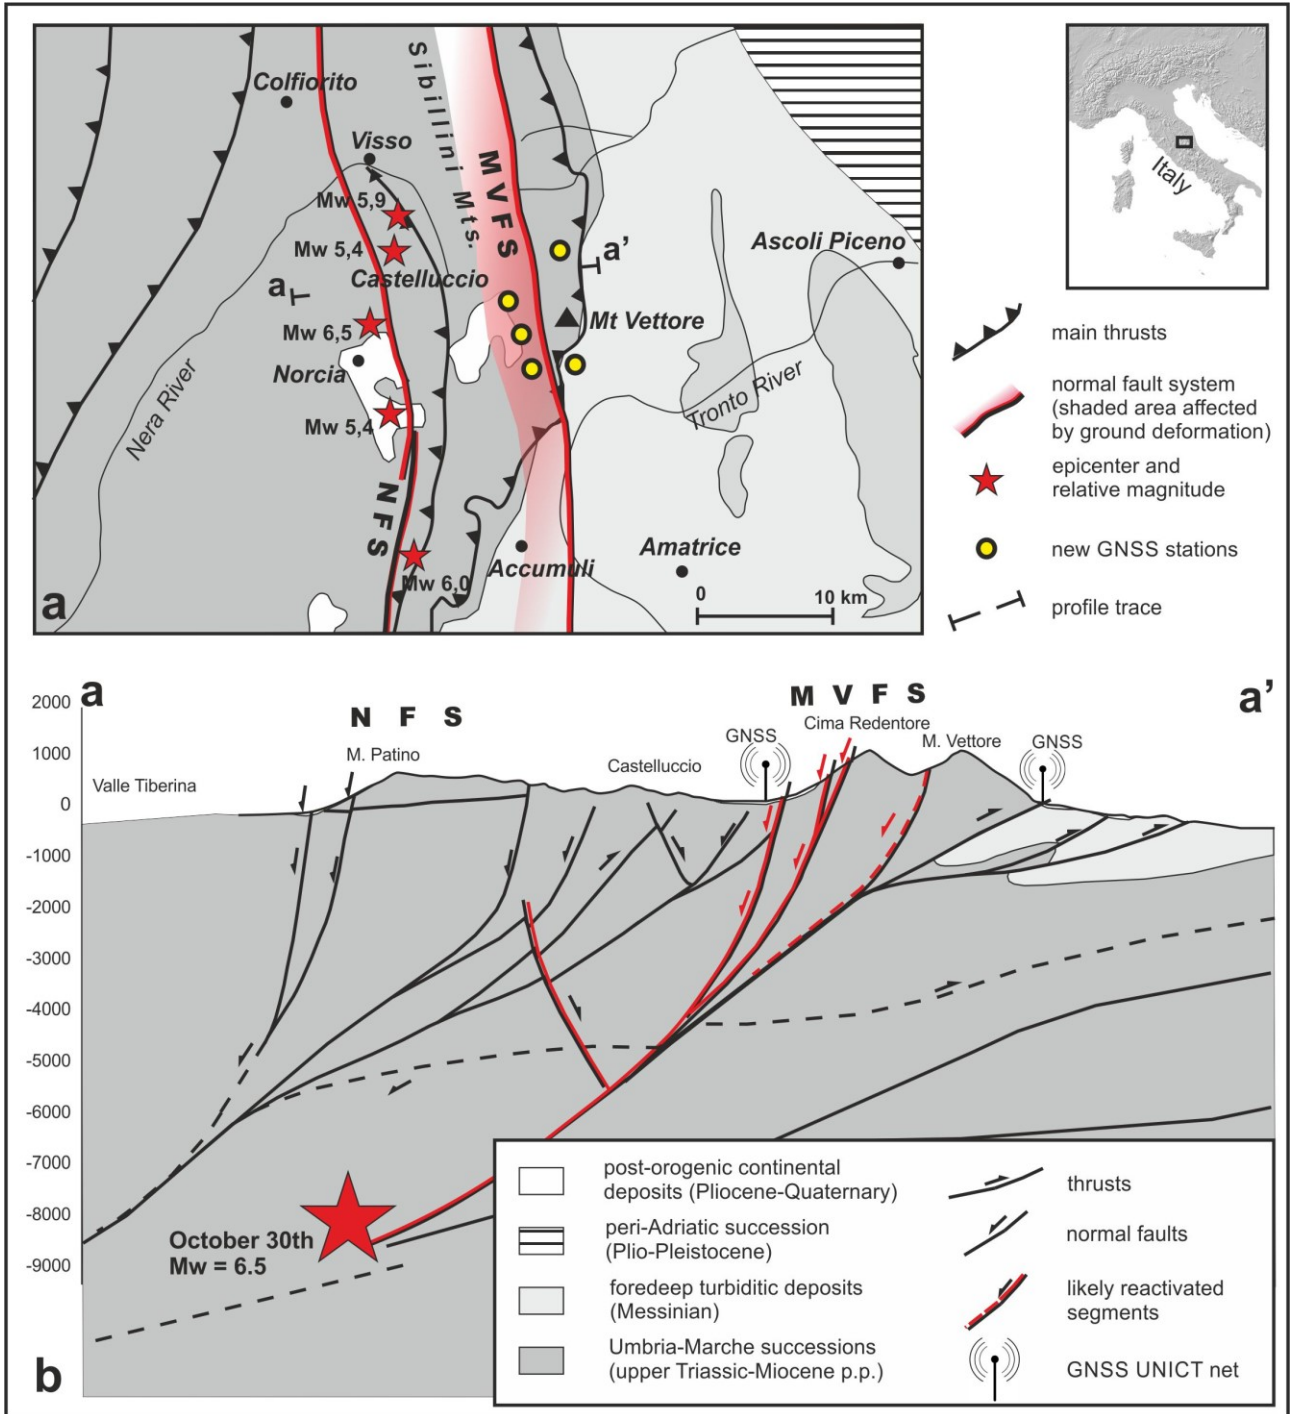 Colfiorito
Visso
Mw 5,9
Mw 5,4
Castelluccio
a
Mw 6,5
Norcia
Mw 5,4
Nera River
NFS
Mw 6,0
Sibillini Mts.
MVFS
a'
Mt Vettore
Ascoli Piceno
Tronto River
Amatrice
Accumuli
0 10 km
a
Italy
main thrusts
normal fault system
(shaded area affected
by ground deformation)
epicenter and
relative magnitude
new GNSS stations
profile trace
a
a'
N F S
M V F S
M. Patino
Cima Redentore
Valle Tiberina
Castelluccio
GNSS
M. Vettore
GNSS
2000
1000
0
-1000
-2000
-3000
-4000
-5000
-6000
-7000
-8000
-9000
October 30th
Mw = 6.5
b
post-orogenic continental
deposits (Pliocene-Quaternary)
peri-Adriatic succession
(Plio-Pleistocene)
foredeep turbiditic deposits
(Messinian)
Umbria-Marche successions
(upper Triassic-Miocene p.p.)
thrusts
normal faults
likely reactivated
segments
GNSS UNICT net